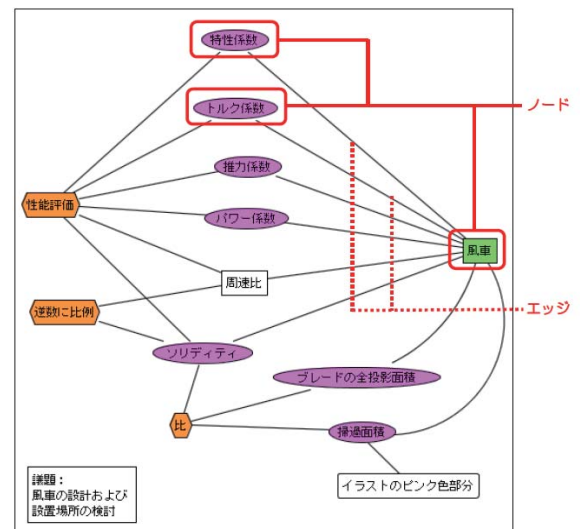 特性係数
トルク係数
ノード
推力係数
性能評価
パワー係数
風車
周速比
逆数に比例
エッジ
ソリディティ
ブレードの全投影面積
比
掃過面積
イラストのピンク色部分
議題：
風車の設計および
設置場所の検討